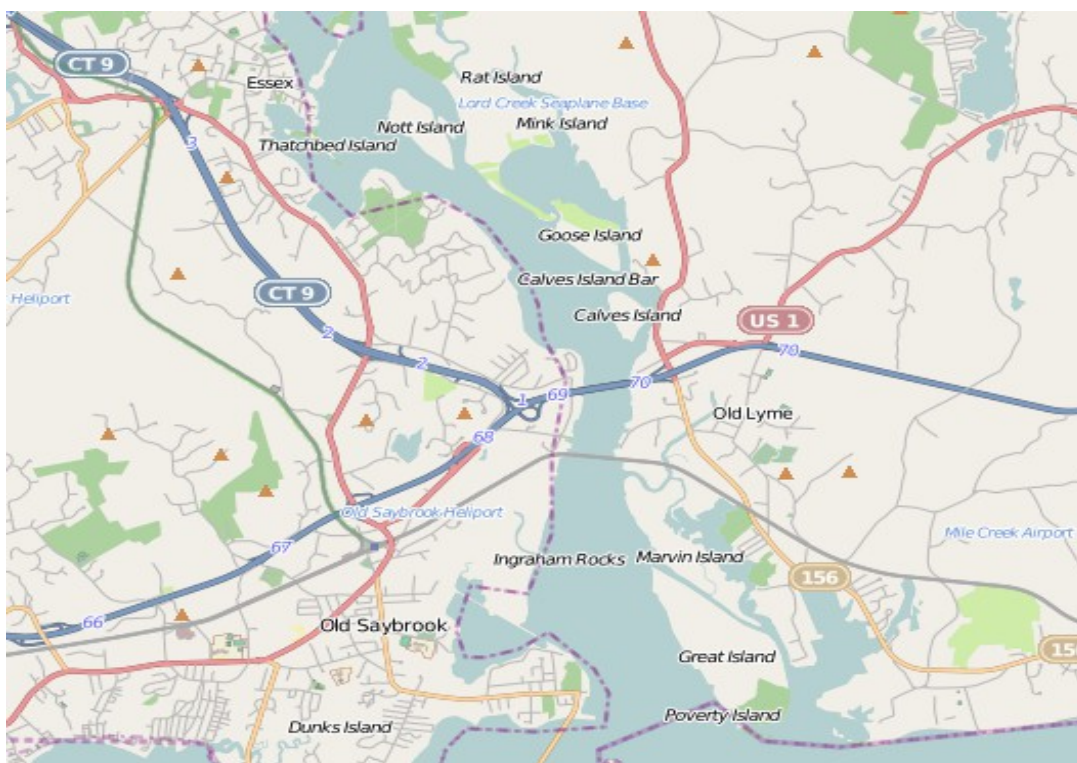 CT 9
Essex
Rat Island
Lord Creek Seaplane Base
Nott Island
Mink Island
3
Thatchbed Island
Goose Island
Calves Island Bar
CT 9
Heliport
Calves Island
US 1
2
2
70
70
69
1
Old Lyme
68
Old Saybrook Heliport
67
Mile Creek Airport
Ingraham Rocks
Marvin Island
156
66
Old Saybrook
Great Island
15
Poverty Island
Dunks Island